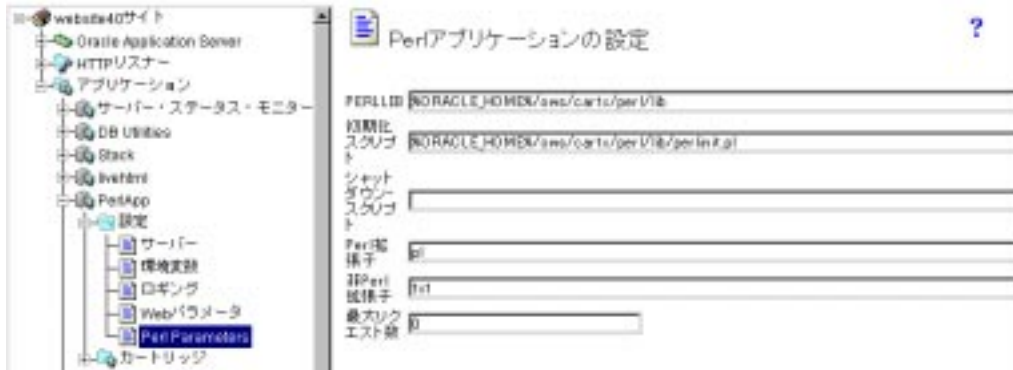 website40サイト
Oracle Application Server
HTTPリスナー
アプリケーション
サーバー・ステータス・モニター
DB Utilities
Stack
livehtml
PerlApp
設定
サーバー
環境変数
ロギング
Webパラメータ
Perl Parameters
カートリッジ
Perlアプリケーションの設定
?
PERLLIB %ORACLE_HOME%/ows/cartx/perl/lib
初期化
スクリプ
ト
%ORACLE_HOME%/ows/cartx/perl/lib/perlinit.pl
シャット
ダウン・
スクリプ
ト
Perl拡
張子
pl
非Perl
拡張子
txt
最大リク
エスト数
0